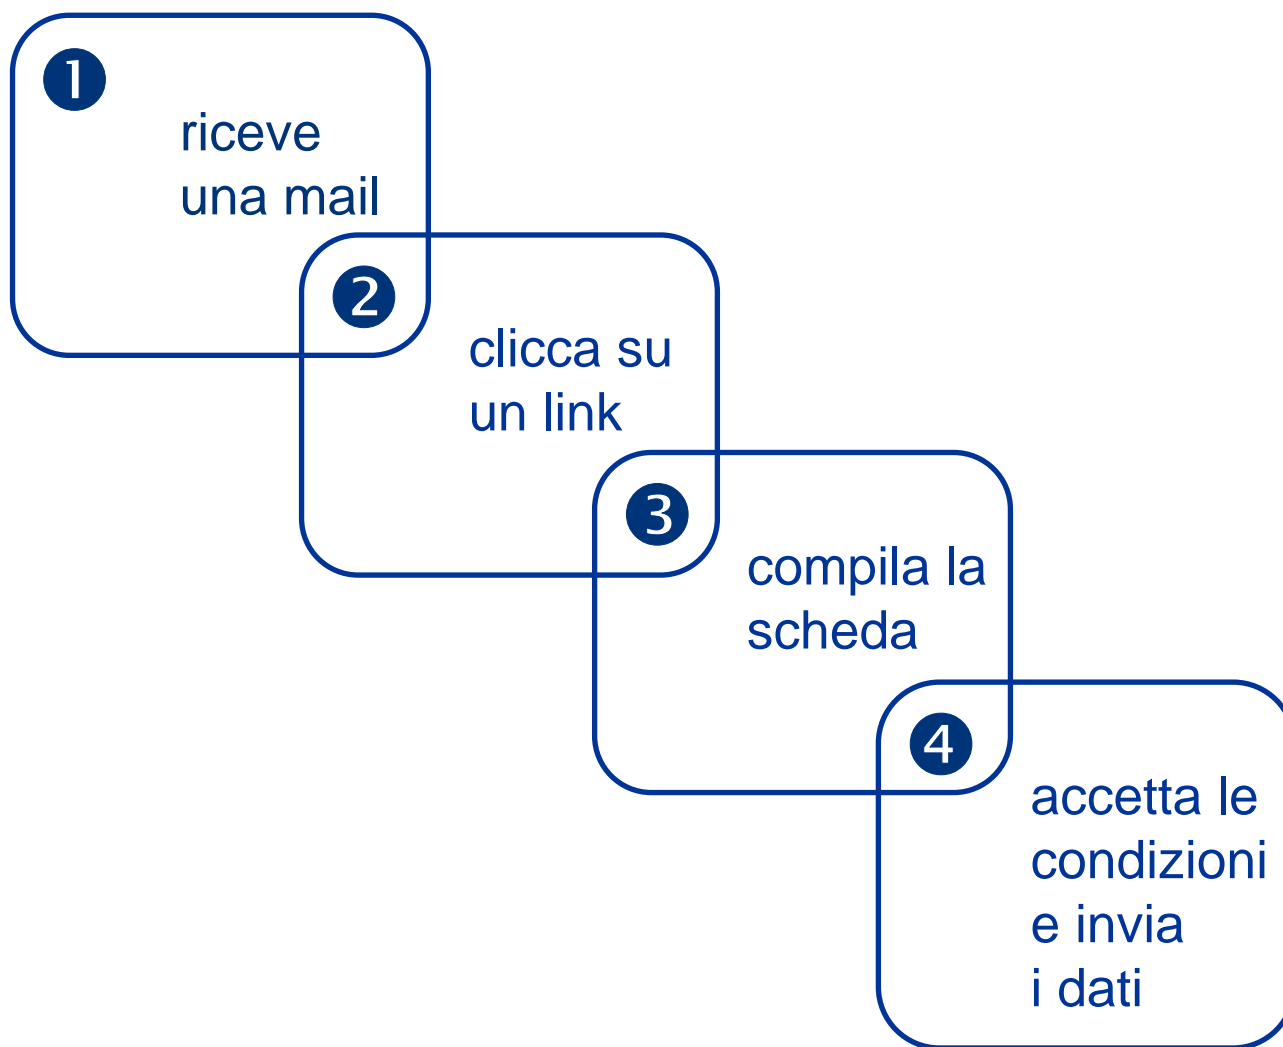 1
riceve
una mail
2
clicca su
un link
3
compila la
scheda
4
accetta le
condizioni
e invia
i dati